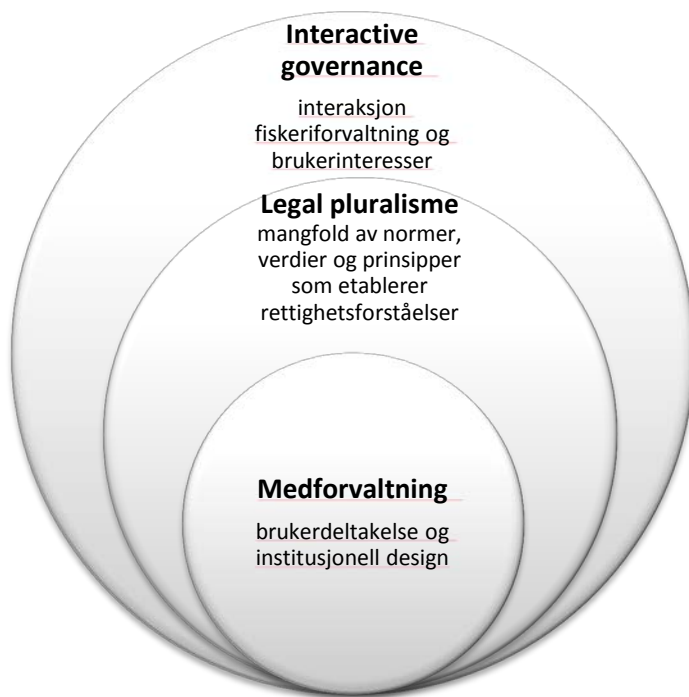 Interactive
governance
interaksjon
fiskeriforvaltning og
brukerinteresser
Legal pluralisme
mangfold av normer,
verdier og prinsipper
som etablerer
rettighetsforståelser
Medforvaltning
brukerdeltakelse og
institusjonell design